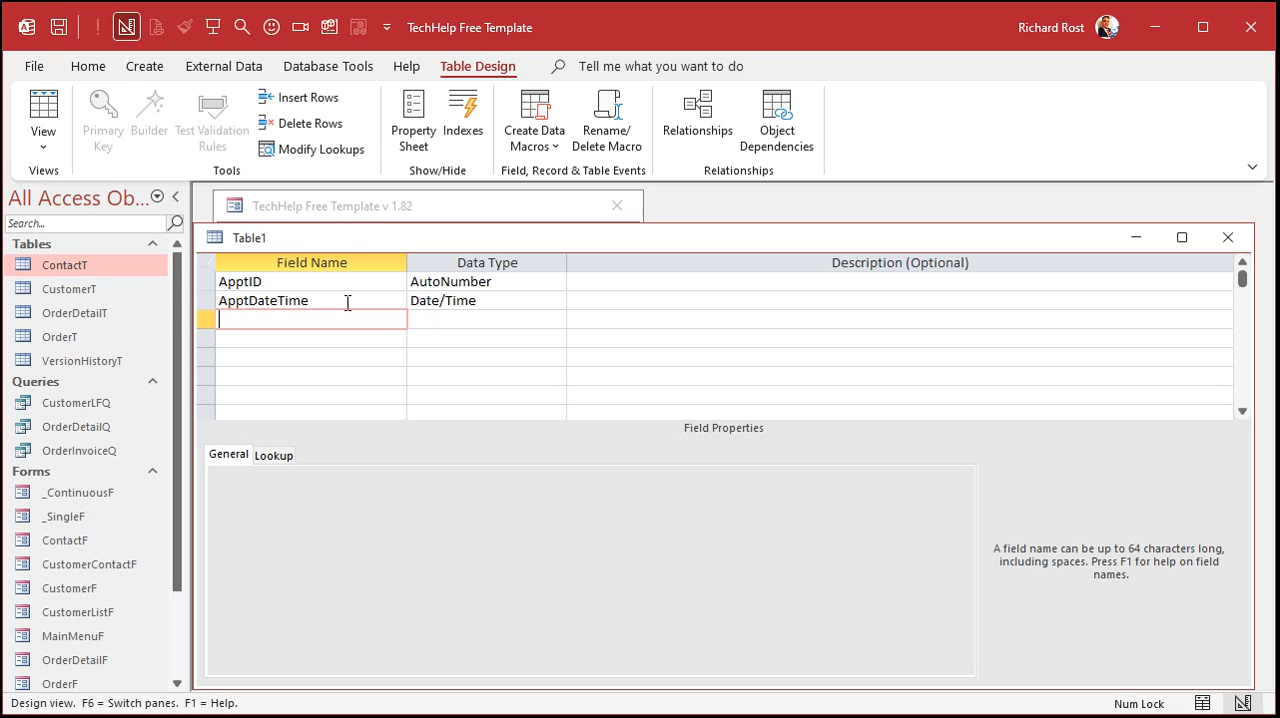 TechHelp Free Template
Richard Rost
File Home Create External Data Database Tools Help Table Design Tell me what you want to do
View
Primary Key
Builder
Test Validation Rules
Insert Rows
Delete Rows
Modify Lookups
Property Sheet
Indexes
Create Data Macros
Rename/ Delete Macro
Relationships
Object Dependencies
Views Tools Show/Hide Field, Record & Table Events Relationships
All Access Ob...
Search...
Tables
ContactT
CustomerT
OrderDetailT
OrderT
VersionHistoryT
Queries
CustomerLFQ
OrderDetailQ
OrderInvoiceQ
Forms
_ContinuousF
_SingleF
ContactF
CustomerContactF
CustomerF
CustomerListF
MainMenuF
OrderDetailF
OrderF
TechHelp Free Template v 1.82
Table1
Field Name Data Type Description (Optional)
ApptID AutoNumber
ApptDateTime Date/Time
Field Properties
General Lookup
A field name can be up to 64 characters long,
including spaces. Press F1 for help on field
names.
Design view. F6 = Switch panes. F1 = Help.
Num Lock